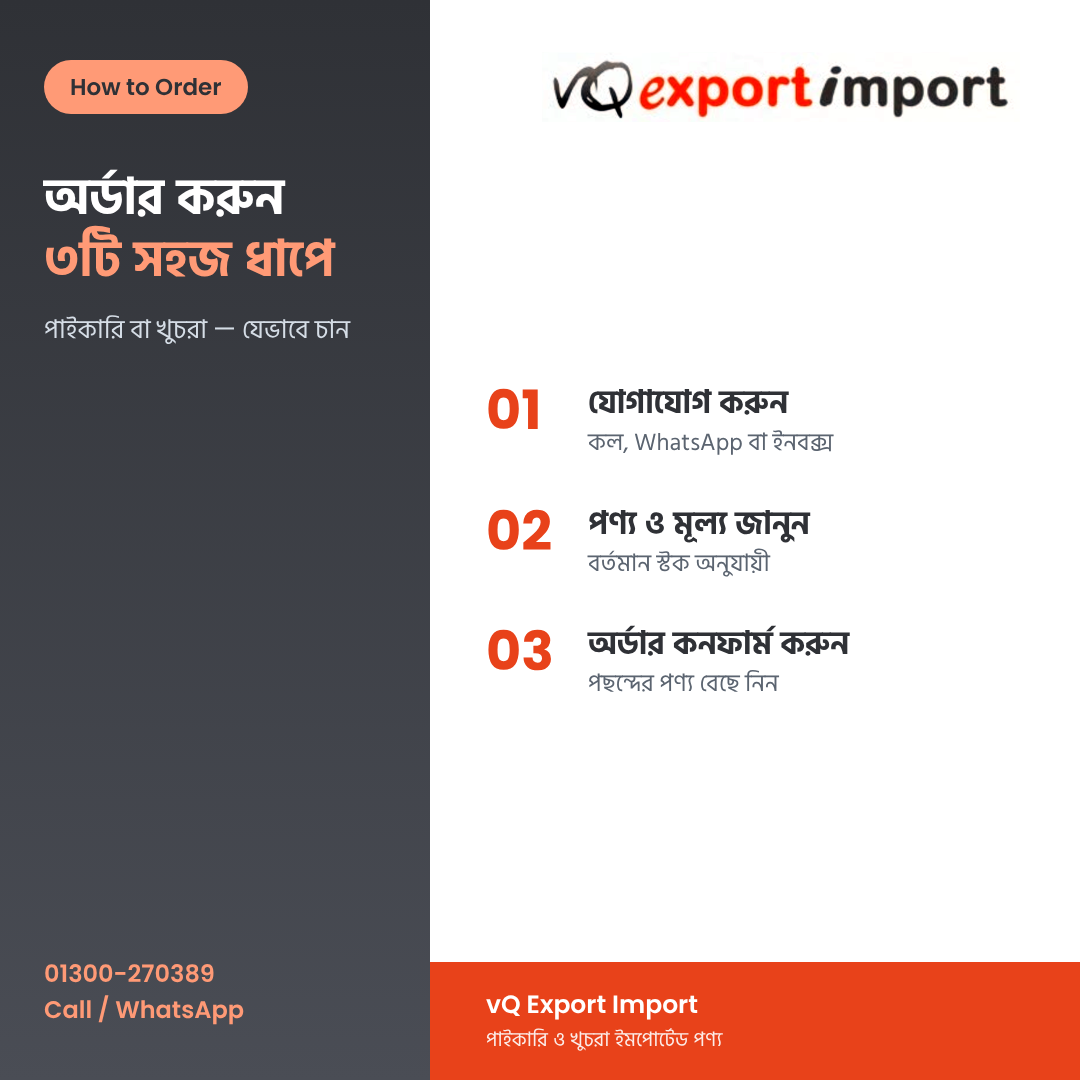 How to Order
অর্ডার করুন
৩টি সহজ ধাপে
পাইকারি বা খুচরা — যেভাবে চান
01300-270389
Call / WhatsApp
vQ export import
01
যোগাযোগ করুন
কল, WhatsApp বা ইনবক্স
02
পণ্য ও মূল্য জানুন
বর্তমান স্টক অনুযায়ী
03
অর্ডার কনফার্ম করুন
পছন্দের পণ্য বেছে নিন
vQ Export Import
পাইকারি ও খুচরা ইমপোর্টেড পণ্য